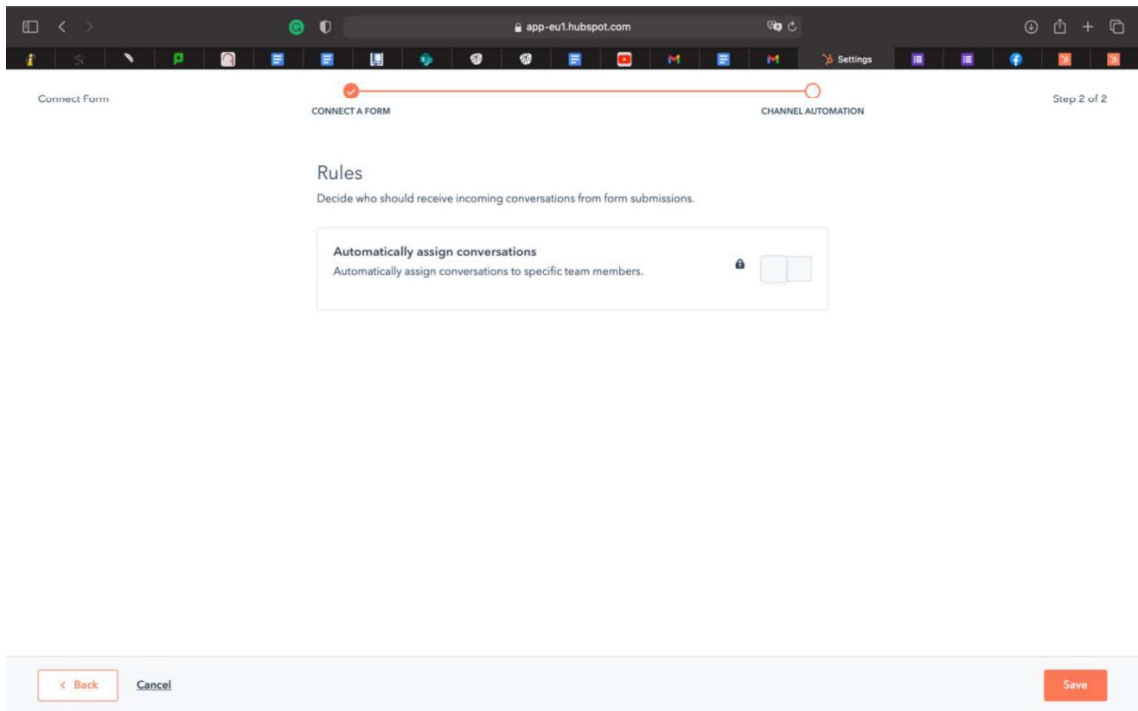 app-eu1.hubspot.com
Settings
Connect Form
CONNECT A FORM
CHANNEL AUTOMATION
Step 2 of 2
Rules
Decide who should receive incoming conversations from form submissions.
Automatically assign conversations
Automatically assign conversations to specific team members.
Back
Cancel
Save